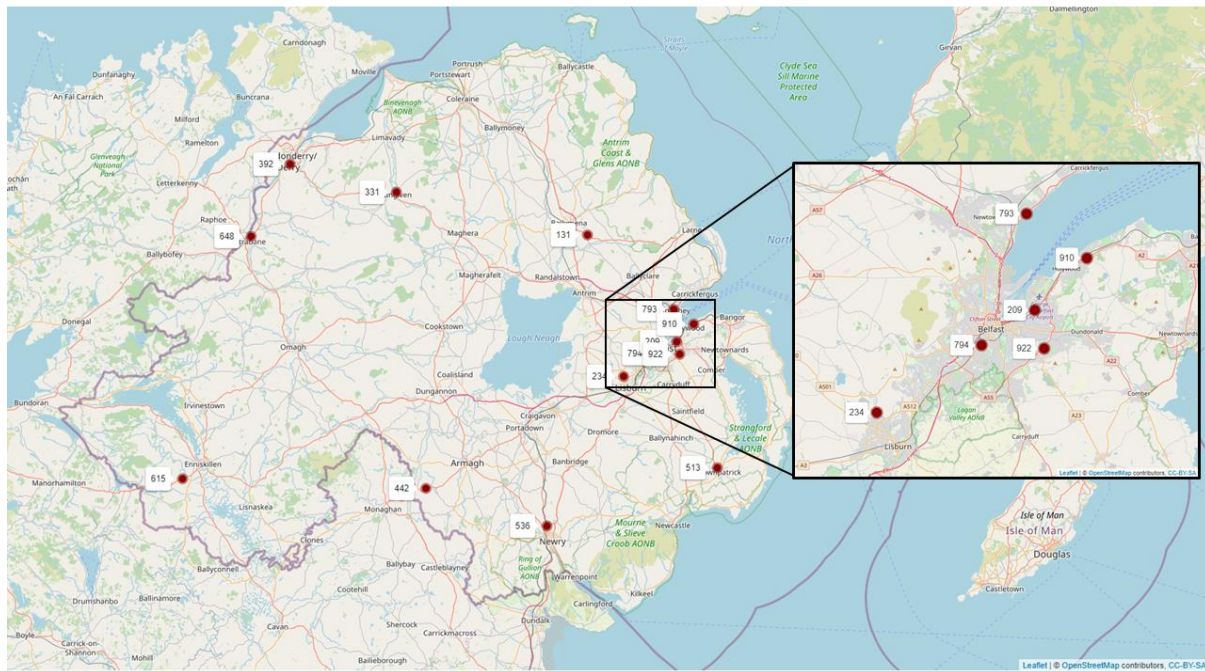 Dalmellington
Girvan
Straits
Clyde Sea
Sill Marine
Protected
Area
Carndonagh
Portrush
Ballycastle
Moville
Portstewart
Dunfanaghy
Coleraine
An Fál Carrach
Buncrana
Binevenagh
AONB
Milford
Limavady
Ballymoney
Ramelton
Antrim
Coast &
Glens AONB
Glenveagh
National
Park
392
Letterkenny
331
Raphoe
131
Larne
648
Maghera
Ballybofey
Magherafelt
Randalstown
Ballyclare
Antrim
Carrickfergus
793
Bangor
910
Donegal
Cookstown
Lough Neagh
209
794
922
Newtownards
Omagh
234
Comber
Coalisland
Lisburn
Carryduff
Dungannon
Bundoran
Irvinestown
Craigavon
Saintfield
Portadown
Dromore
Ballynahinch
Strangford
& Lecale
AONB
Enniskillen
Armagh
Banbridge
513
Manorhamilton
615
442
Lisnaskea
Monaghan
Newcastle
536
Mourne
& Slieve
Croob AONB
Clones
Newry
Ballyconnell
Ballybay
Castleblayney
Ring of
Gullion
AONB
Warrenpoint
Kilkeel
Drumshanbo
Ballinamore
Cootehill
Carlingford
Dundalk
Boyle
Cavan
Shercock
Carrick-on-
Shannon
Mohill
Carrickmacross
Bailieborough
Isle of Man
Isle of Man
Douglas
Castletown
Carrickfergus
A57
793
A2
A26
910
Holywood
A2
A21
209
Clifton Street
Belfast
Dundonald
Newtownards
794
922
A501
A55
Comber
234
A512
Lagan
Valley AONB
A23
A22
Lisburn
Carryduff
A3
Leaflet | © OpenStreetMap contributors, CC-BY-SA
Leaflet | © OpenStreetMap contributors, CC-BY-SA